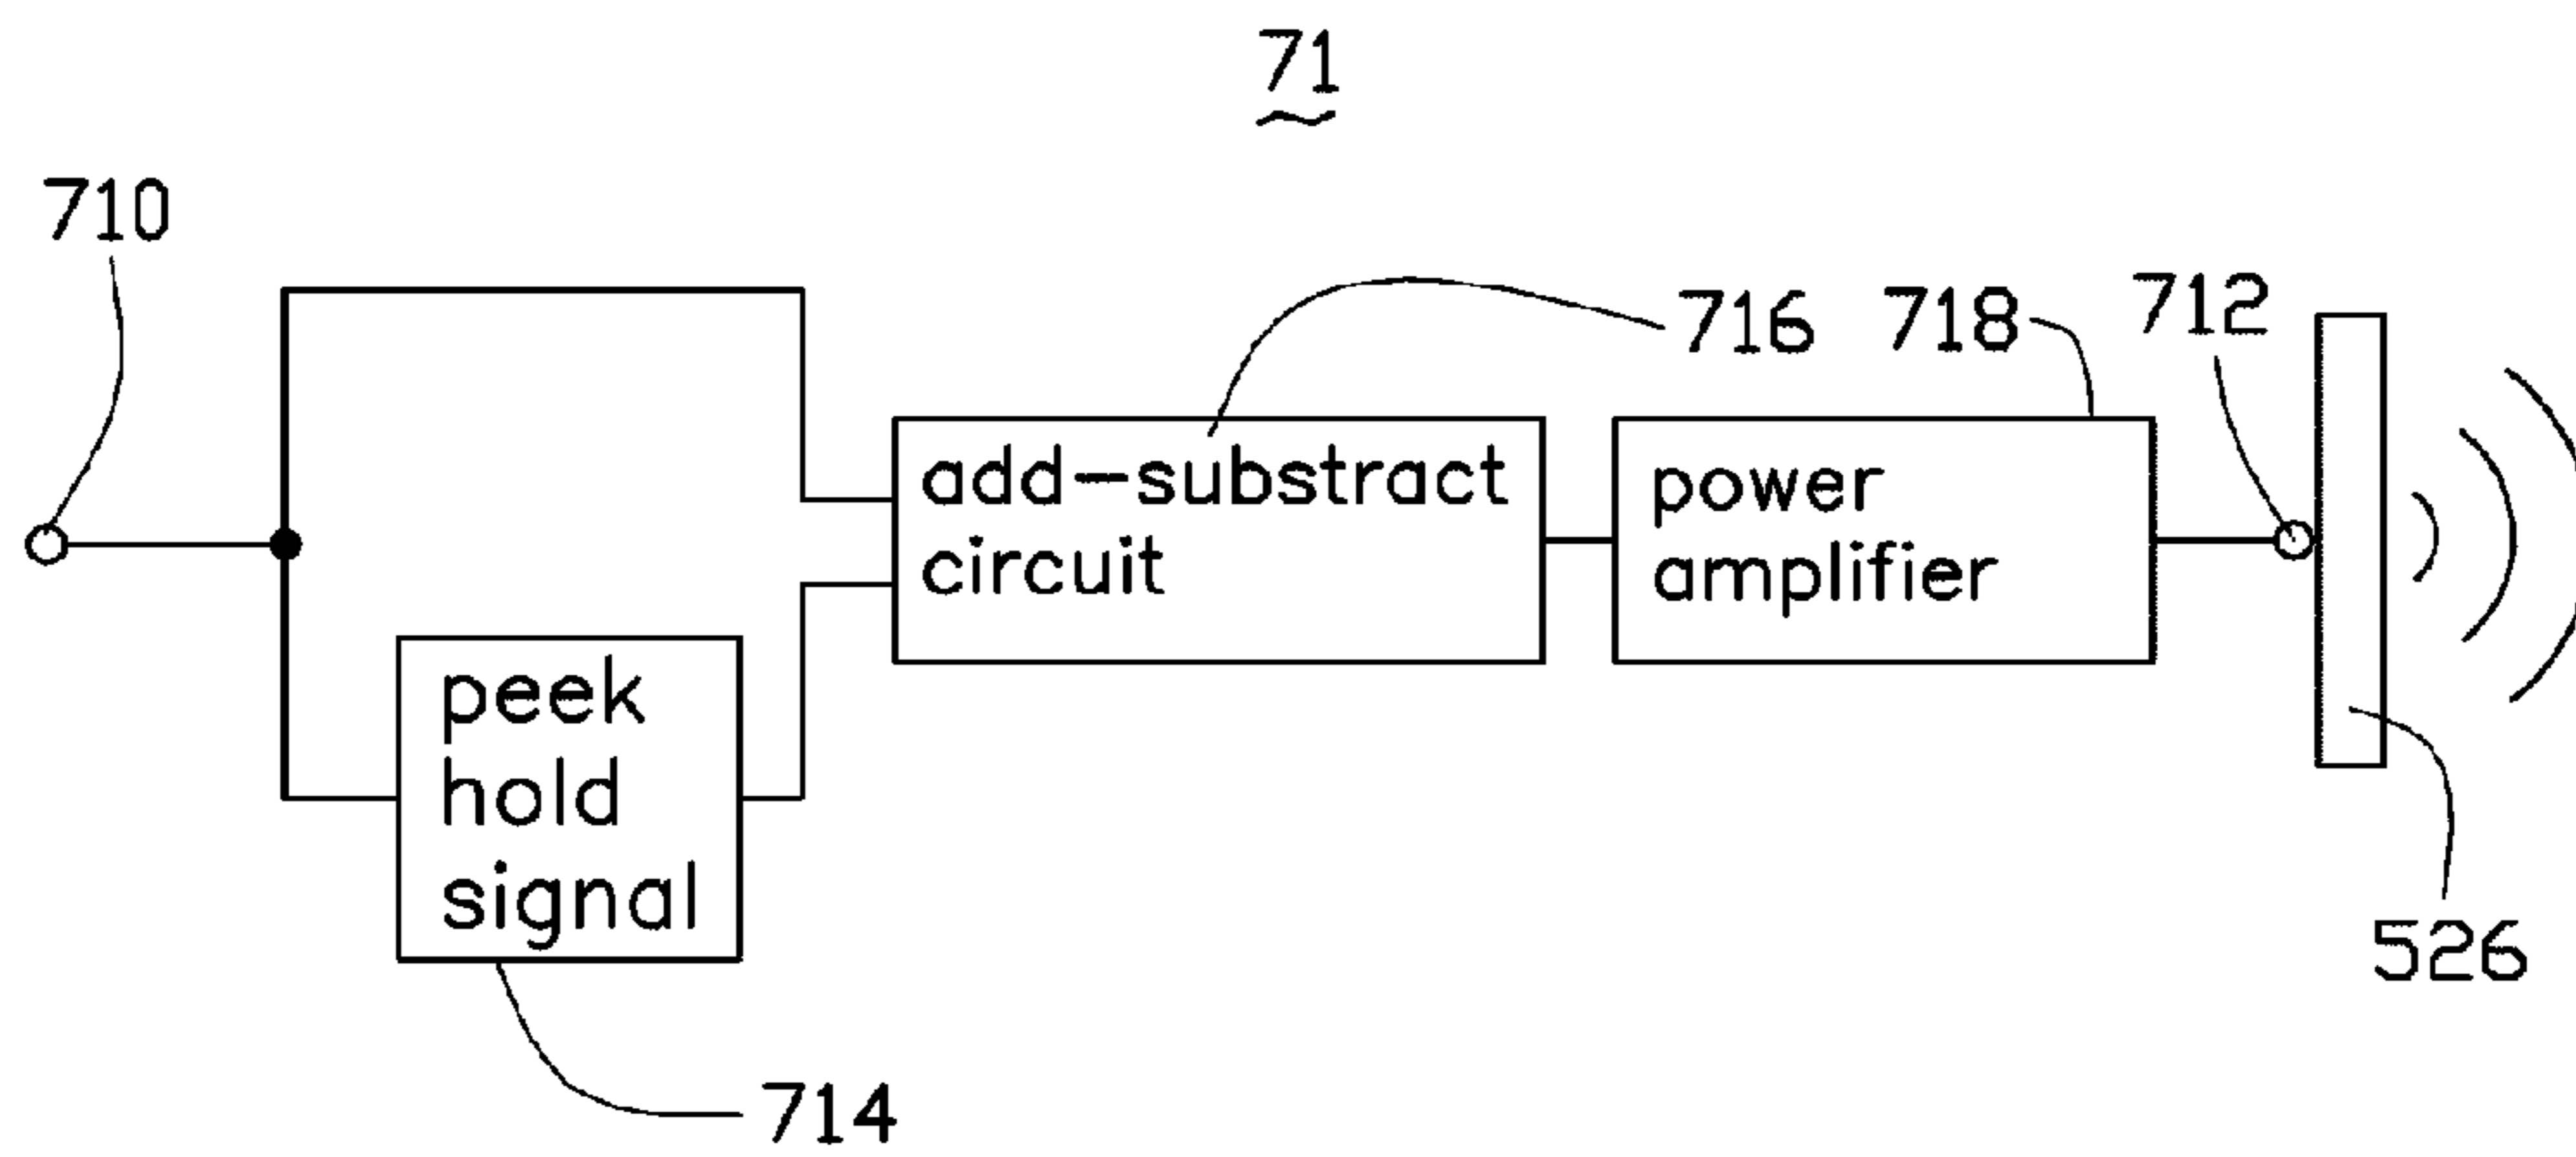 71
710
716
718
712
add-substract
circuit
power
amplifier
peek
hold
signal
526
714